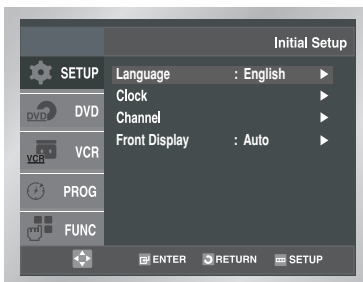 Initial Setup
SETUP
Language : English
Clock
Channel
Front Display : Auto
DVD DVD
VCR VCR
PROG
FUNC
ENTER RETURN SETUP